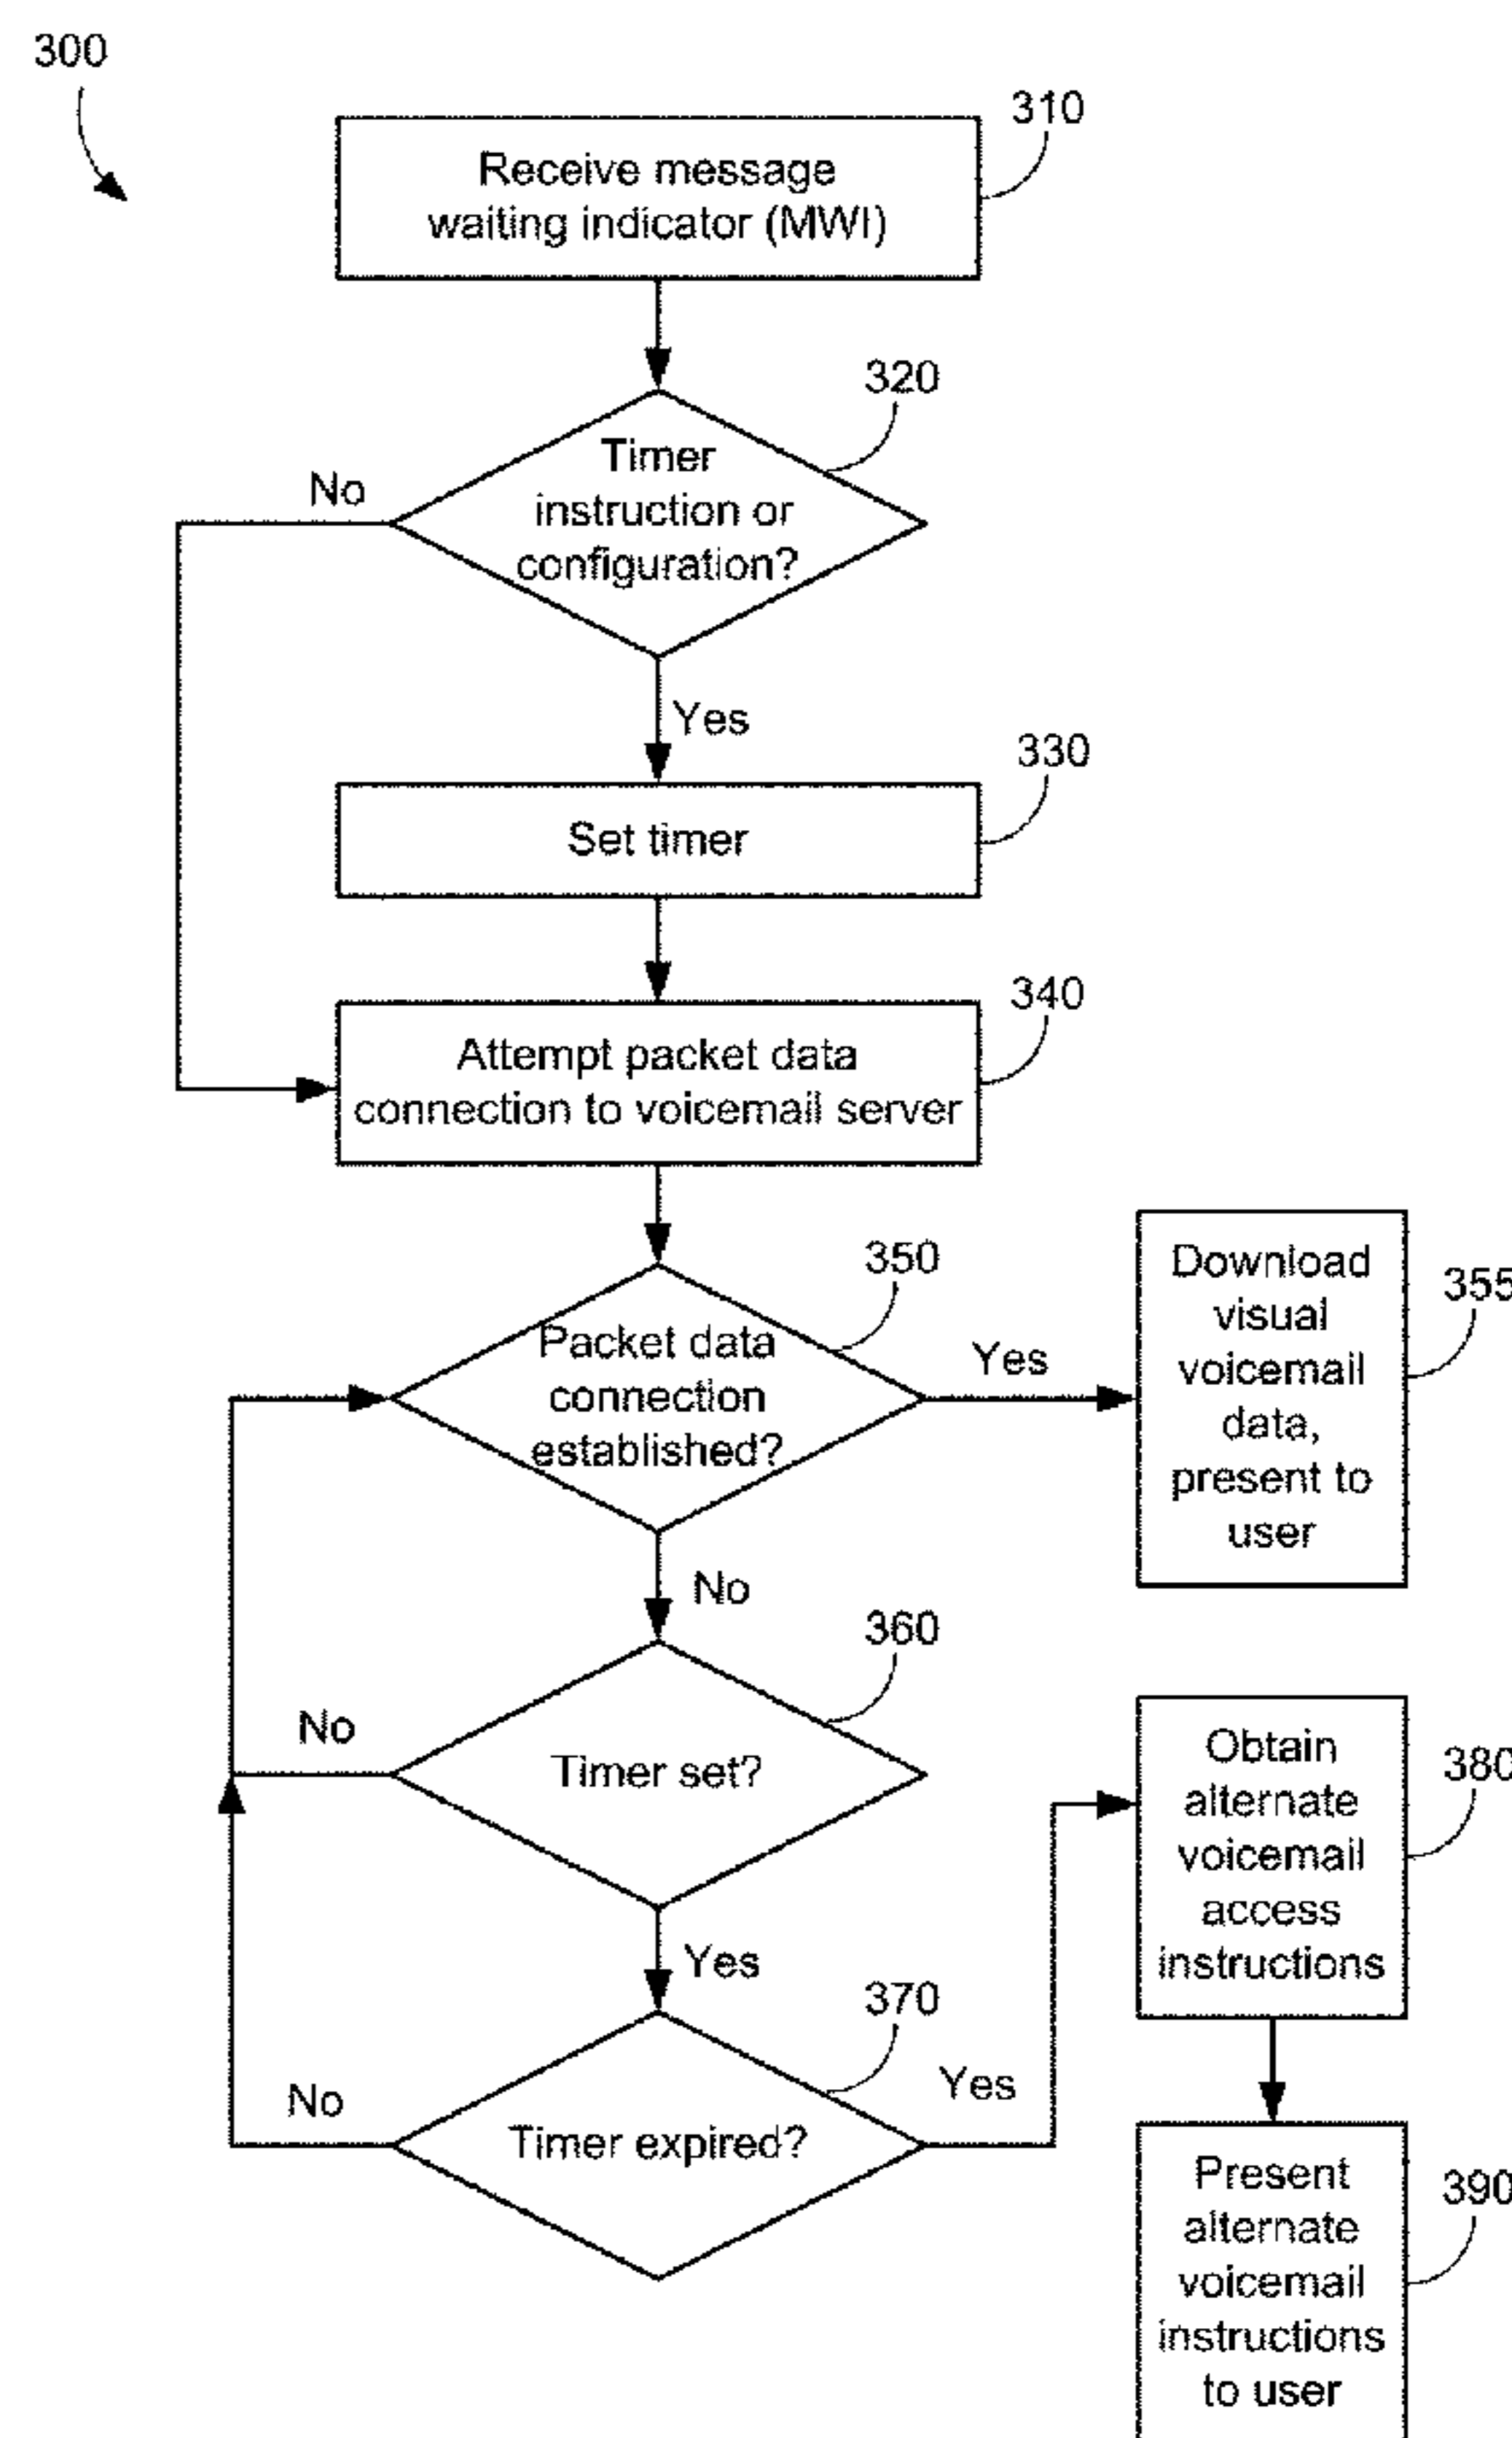 300
310
Receive message
waiting indicator (MWI)
320
Timer
instruction or
configuration?
No
Yes
330
Set timer
340
Attempt packet data
connection to voicemail server
350
Packet data
connection
established?
Yes
355
Download
visual
voicemail
data,
present to
user
No
360
Timer set?
No
Yes
370
Timer expired?
No
Yes
380
Obtain
alternate
voicemail
access
instructions
390
Present
alternate
voicemail
instructions
to user